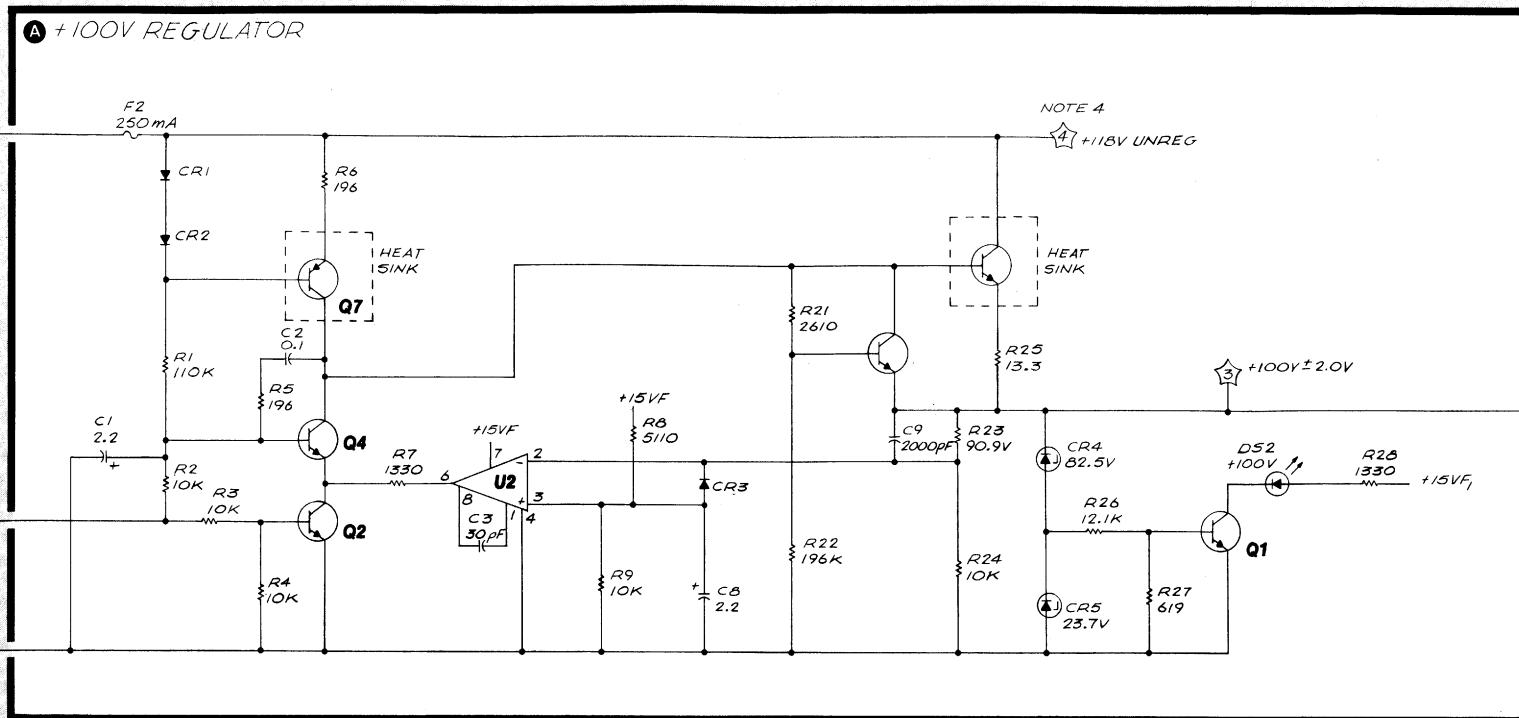 A +100V REGULATOR
F2
250mA
NOTE 4
4 +118V UNREG
CR1
R6
196
CR2
HEAT
SINK
Q7
HEAT
SINK
R21
2610
C2
0.1
R1
110K
R5
196
R25
13.3
3 +100V±2.0V
+15VF
R8
5110
C1
2.2
+
Q4
R7
1330
+15VF
7
2
-
6
U2
8
+
3
1
4
C3
30pF
CR3
C9
2000pF
R23
90.9V
CR4
82.5V
DS2
+100V
R28
1330
+15VF1
R2
10K
R3
10K
Q2
R26
12.1K
Q1
R4
10K
R9
10K
+
C8
2.2
R22
196K
R24
10K
CR5
23.7V
R27
619